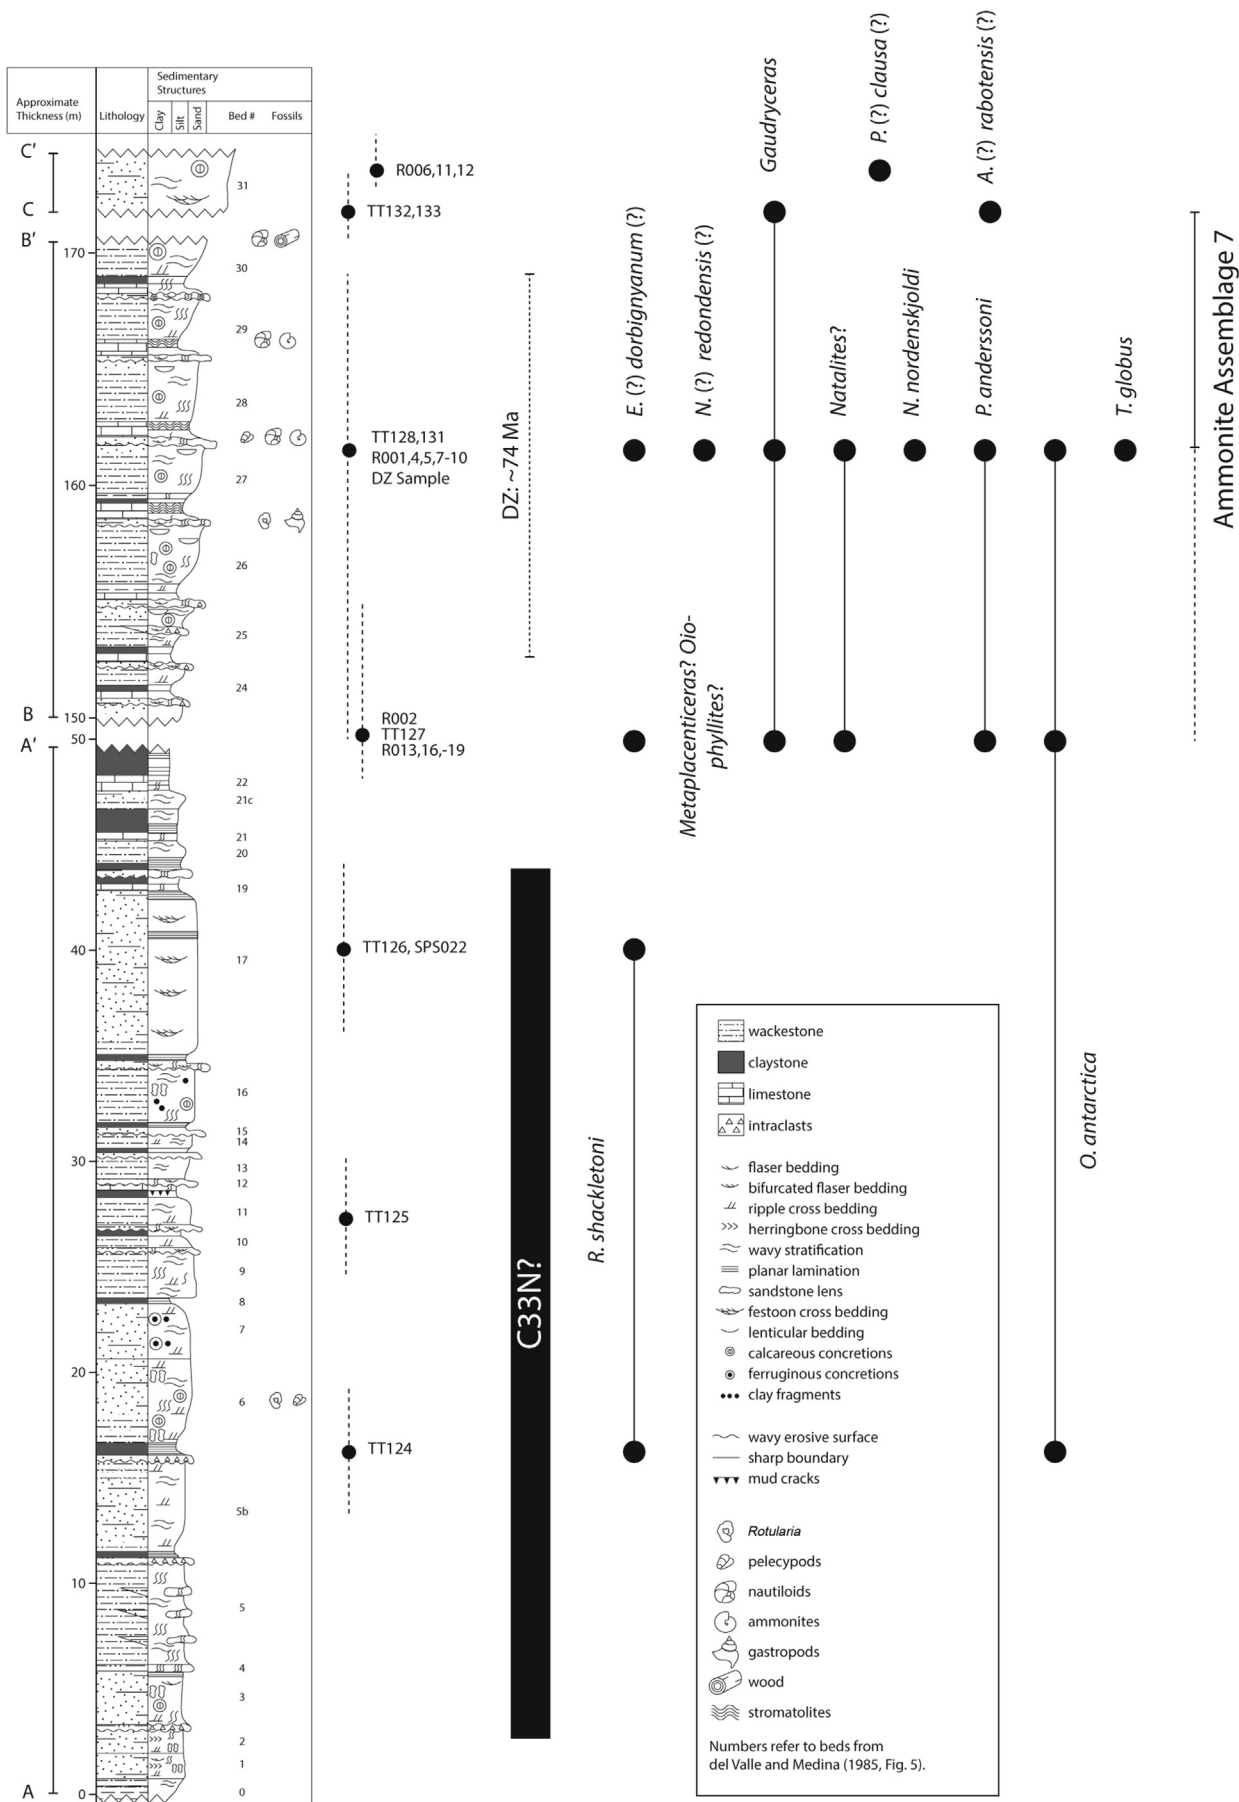 Approximate
Thickness (m)
Lithology
Sedimentary
Structures
Clay
Silt
Sand
Bed #
Fossils
C'
C
B'
170
160
B
150
50
A'
40
30
20
10
A
0
31
30
29
28
27
26
25
24
22
21c
21
20
19
17
16
15
14
13
12
11
10
9
8
7
6
5b
5
4
3
2
1
0
R006,11,12
TT132,133
TT128,131
R001,4,5,7-10
DZ Sample
R002
TT127
R013,16,-19
TT126, SPS022
TT125
TT124
DZ: ~74 Ma
C33N?
E. (?) dorbignyanum (?)
N. (?) redondensis (?)
Gaudryceras
Natalites?
P. (?) clausa (?)
N. nordenskjoldi
P. anderssoni
A. (?) rabotensis (?)
T. globus
Ammonite Assemblage 7
Metaplacenticeras? Oio-
phyllites?
R. shackletoni
O. antarctica
wackestone
claystone
limestone
intraclasts
flaser bedding
bifurcated flaser bedding
ripple cross bedding
herringbone cross bedding
wavy stratification
planar lamination
sandstone lens
festoon cross bedding
lenticular bedding
calcareous concretions
ferruginous concretions
clay fragments
wavy erosive surface
sharp boundary
mud cracks
Rotularia
pelecypods
nautiloids
ammonites
gastropods
wood
stromatolites
Numbers refer to beds from
del Valle and Medina (1985, Fig. 5).